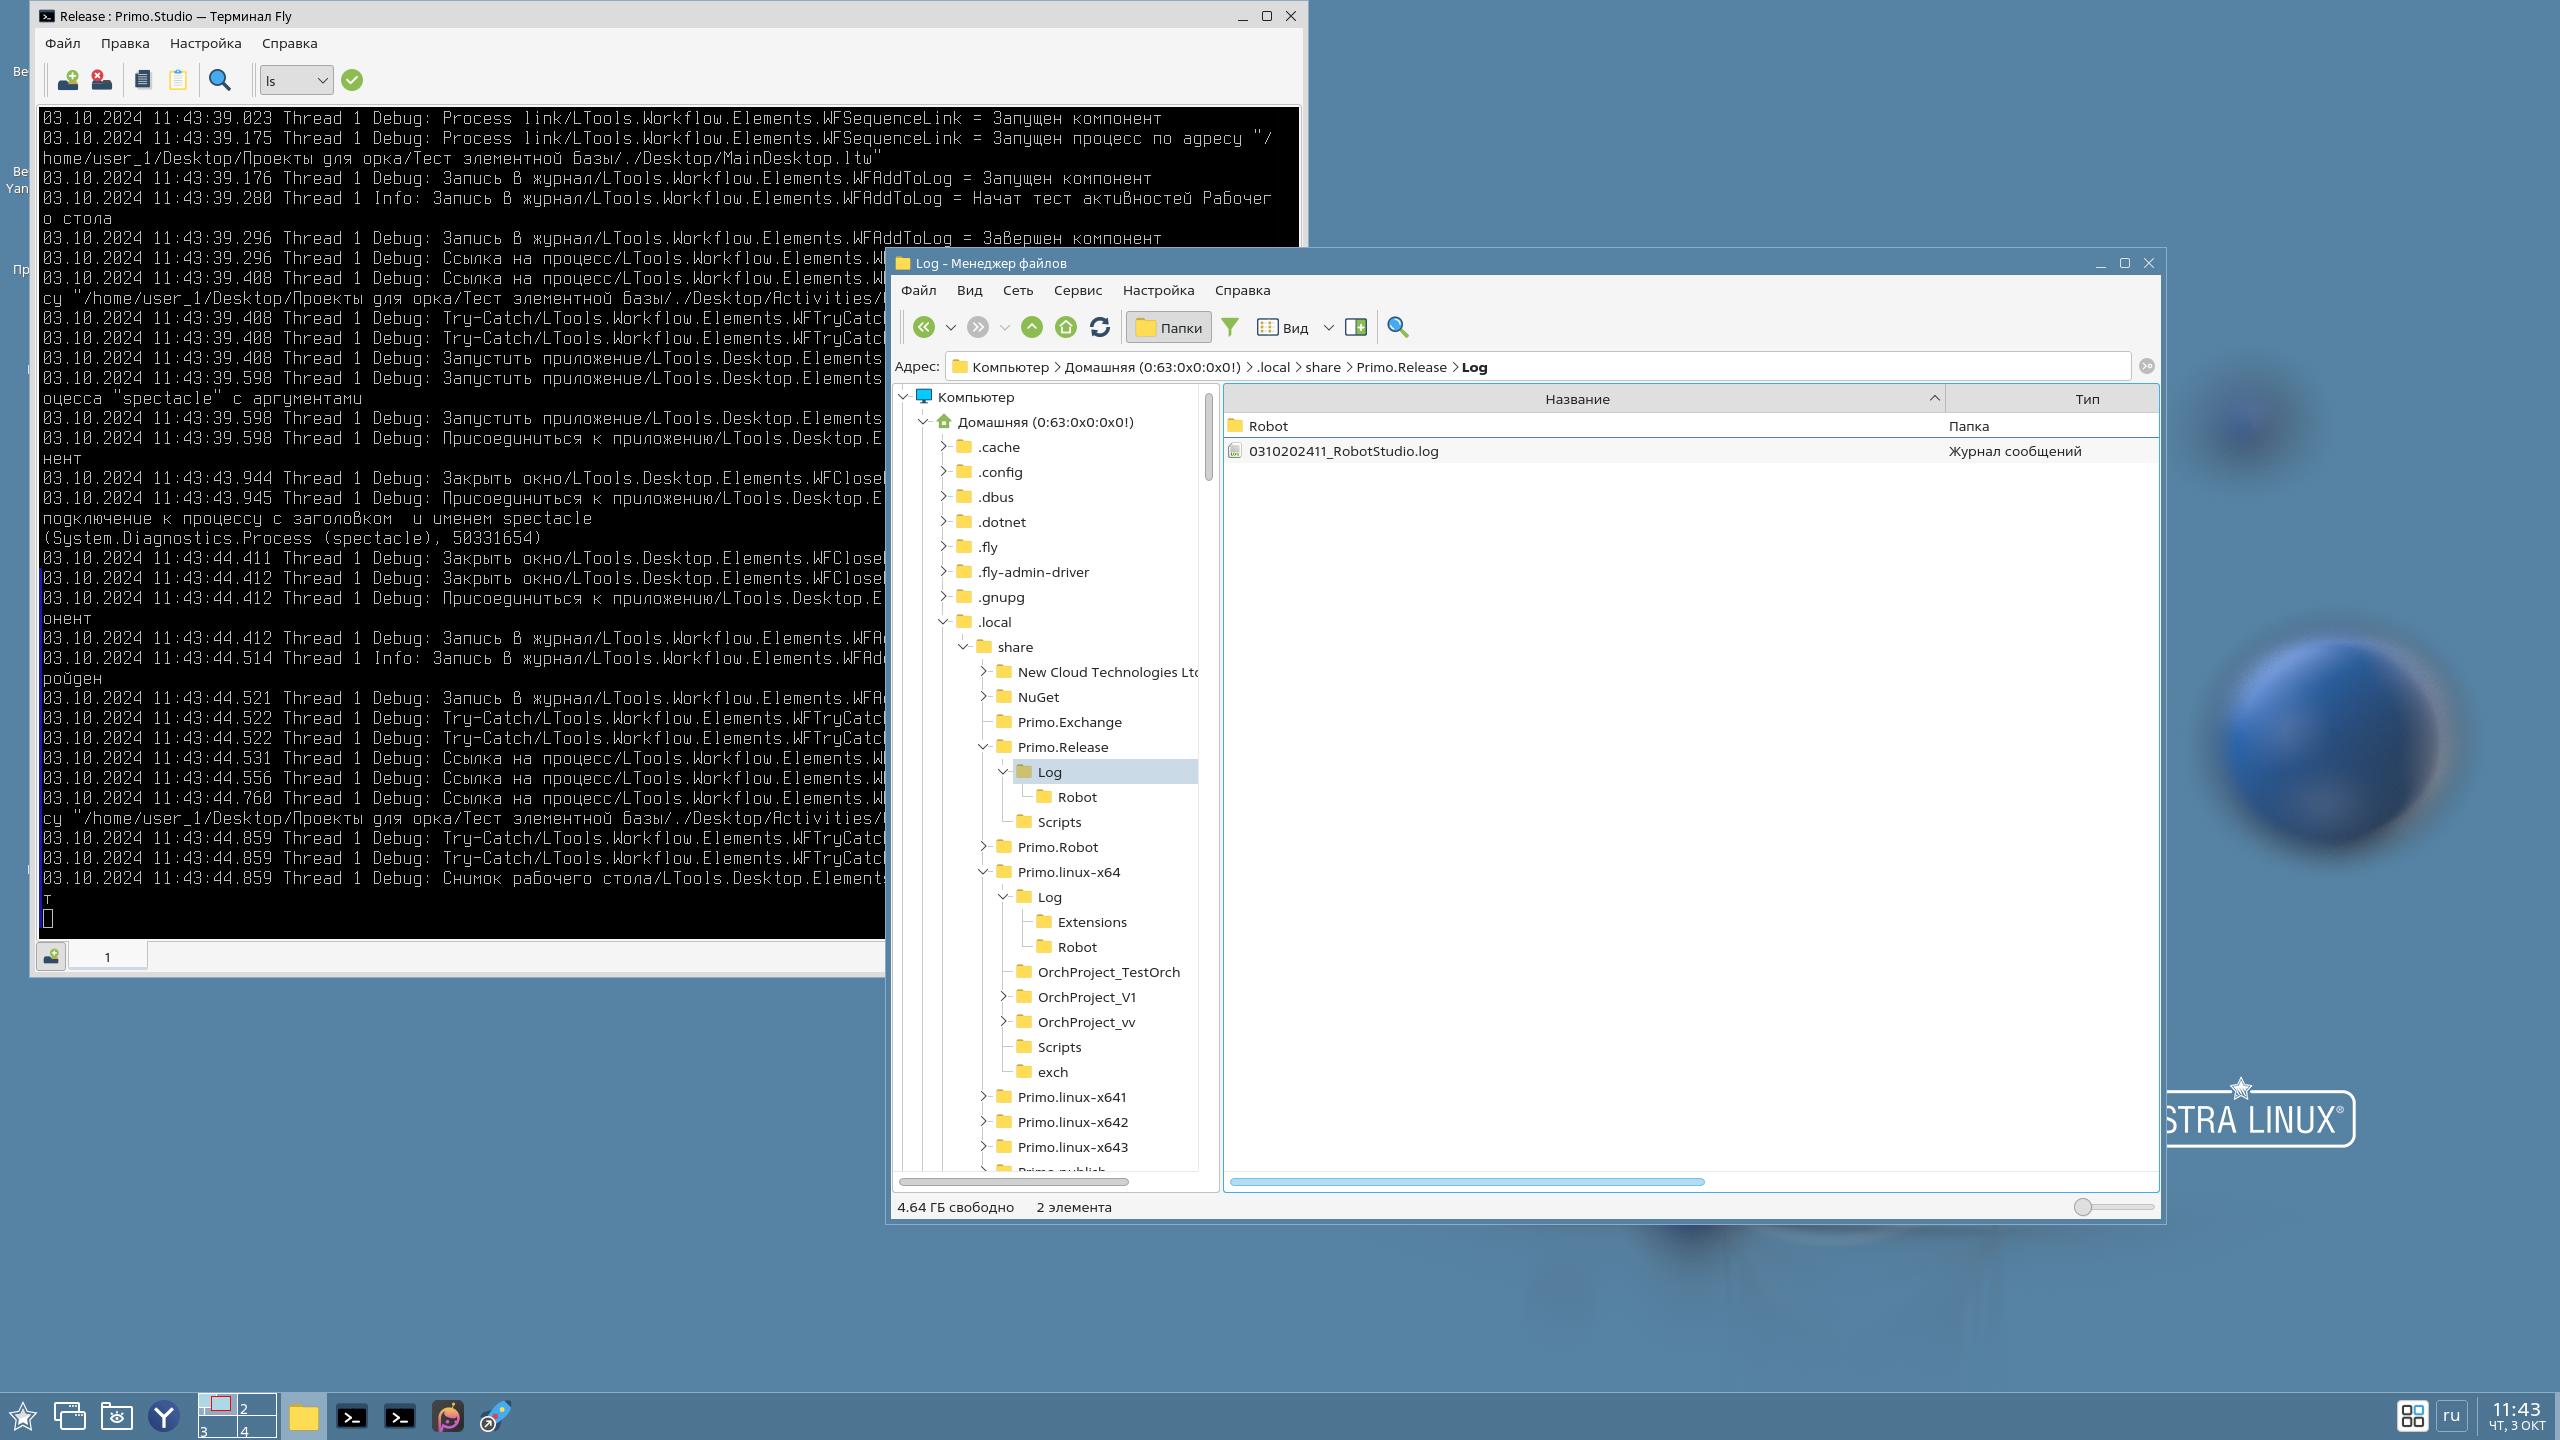 Release : Primo.Studio — Терминал Fly
Файл Правка Настройка Справка
ls
03.10.2024 11:43:39.023 Thread 1 Debug: Process link/LTools.Workflow.Elements.WFSequenceLink = Запущен компонент
03.10.2024 11:43:39.175 Thread 1 Debug: Process link/LTools.Workflow.Elements.WFSequenceLink = Запущен процесс по адресу "/
home/user_1/Desktop/Проекты для орка/Тест элементной базы/./Desktop/MainDesktop.ltw"
03.10.2024 11:43:39.176 Thread 1 Debug: Запись в журнал/LTools.Workflow.Elements.WFAddToLog = Запущен компонент
03.10.2024 11:43:39.280 Thread 1 Info: Запись в журнал/LTools.Workflow.Elements.WFAddToLog = Начат тест активностей Рабочег
о стола
03.10.2024 11:43:39.296 Thread 1 Debug: Запись в журнал/LTools.Workflow.Elements.WFAddToLog = Завершен компонент
03.10.2024 11:43:39.296 Thread 1 Debug: Ссылка на процесс/LTools.Workflow.Elements.WF
03.10.2024 11:43:39.408 Thread 1 Debug: Ссылка на процесс/LTools.Workflow.Elements.WF
су "/home/user_1/Desktop/Проекты для орка/Тест элементной базы/./Desktop/Activities/
03.10.2024 11:43:39.408 Thread 1 Debug: Try-Catch/LTools.Workflow.Elements.WFTryCatc
03.10.2024 11:43:39.408 Thread 1 Debug: Try-Catch/LTools.Workflow.Elements.WFTryCatc
03.10.2024 11:43:39.408 Thread 1 Debug: Запустить приложение/LTools.Desktop.Elements
03.10.2024 11:43:39.598 Thread 1 Debug: Запустить приложение/LTools.Desktop.Elements
оцесса "spectacle" с аргументами
03.10.2024 11:43:39.598 Thread 1 Debug: Запустить приложение/LTools.Desktop.Elements
03.10.2024 11:43:39.598 Thread 1 Debug: Присоединиться к приложению/LTools.Desktop.E
нент
03.10.2024 11:43:43.944 Thread 1 Debug: Закрыть окно/LTools.Desktop.Elements.WFClose
03.10.2024 11:43:43.945 Thread 1 Debug: Присоединиться к приложению/LTools.Desktop.E
подключение к процессу с заголовком  и именем spectacle
(System.Diagnostics.Process (spectacle), 50331654)
03.10.2024 11:43:44.411 Thread 1 Debug: Закрыть окно/LTools.Desktop.Elements.WFClose
03.10.2024 11:43:44.412 Thread 1 Debug: Закрыть окно/LTools.Desktop.Elements.WFClose
03.10.2024 11:43:44.412 Thread 1 Debug: Присоединиться к приложению/LTools.Desktop.E
онент
03.10.2024 11:43:44.412 Thread 1 Debug: Запись в журнал/LTools.Workflow.Elements.WFA
03.10.2024 11:43:44.514 Thread 1 Info: Запись в журнал/LTools.Workflow.Elements.WFAd
ройден
03.10.2024 11:43:44.521 Thread 1 Debug: Запись в журнал/LTools.Workflow.Elements.WFA
03.10.2024 11:43:44.522 Thread 1 Debug: Try-Catch/LTools.Workflow.Elements.WFTryCatc
03.10.2024 11:43:44.522 Thread 1 Debug: Try-Catch/LTools.Workflow.Elements.WFTryCatc
03.10.2024 11:43:44.531 Thread 1 Debug: Ссылка на процесс/LTools.Workflow.Elements.WF
03.10.2024 11:43:44.556 Thread 1 Debug: Ссылка на процесс/LTools.Workflow.Elements.WF
03.10.2024 11:43:44.760 Thread 1 Debug: Ссылка на процесс/LTools.Workflow.Elements.WF
су "/home/user_1/Desktop/Проекты для орка/Тест элементной базы/./Desktop/Activities/
03.10.2024 11:43:44.859 Thread 1 Debug: Try-Catch/LTools.Workflow.Elements.WFTryCatc
03.10.2024 11:43:44.859 Thread 1 Debug: Try-Catch/LTools.Workflow.Elements.WFTryCatc
03.10.2024 11:43:44.859 Thread 1 Debug: Снимок рабочего стола/LTools.Desktop.Elements
т
1
Log - Менеджер файлов
Файл Вид Сеть Сервис Настройка Справка
Папки Вид
Адрес: Компьютер Домашняя (0:63:0x0:0x0!) .local share Primo.Release Log
Компьютер
Домашняя (0:63:0x0:0x0!)
.cache
.config
.dbus
.dotnet
.fly
.fly-admin-driver
.gnupg
.local
share
New Cloud Technologies Ltd
NuGet
Primo.Exchange
Primo.Release
Log
Robot
Scripts
Primo.Robot
Primo.linux-x64
Log
Extensions
Robot
OrchProject_TestOrch
OrchProject_V1
OrchProject_vv
Scripts
exch
Primo.linux-x641
Primo.linux-x642
Primo.linux-x643
Primo.publish
Название Тип
Robot Папка
0310202411_RobotStudio.log Журнал сообщений
4.64 ГБ свободно 2 элемента
STRA LINUX®
Ве
Ве
Yan
Пр
1 2
3 4
ru
11:43
ЧТ, 3 ОКТ